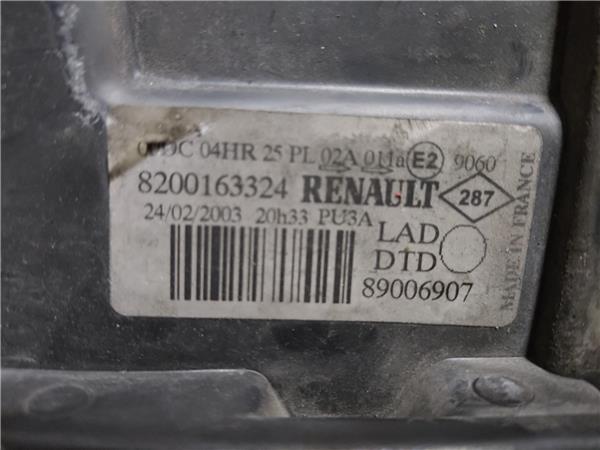 04HR 25 PL 02A 011a E2 9060
8200163324 RENAULT 287
24/02/2003 20h33 PU3A
LAD
DTD
89006907
MADE IN FRANCE